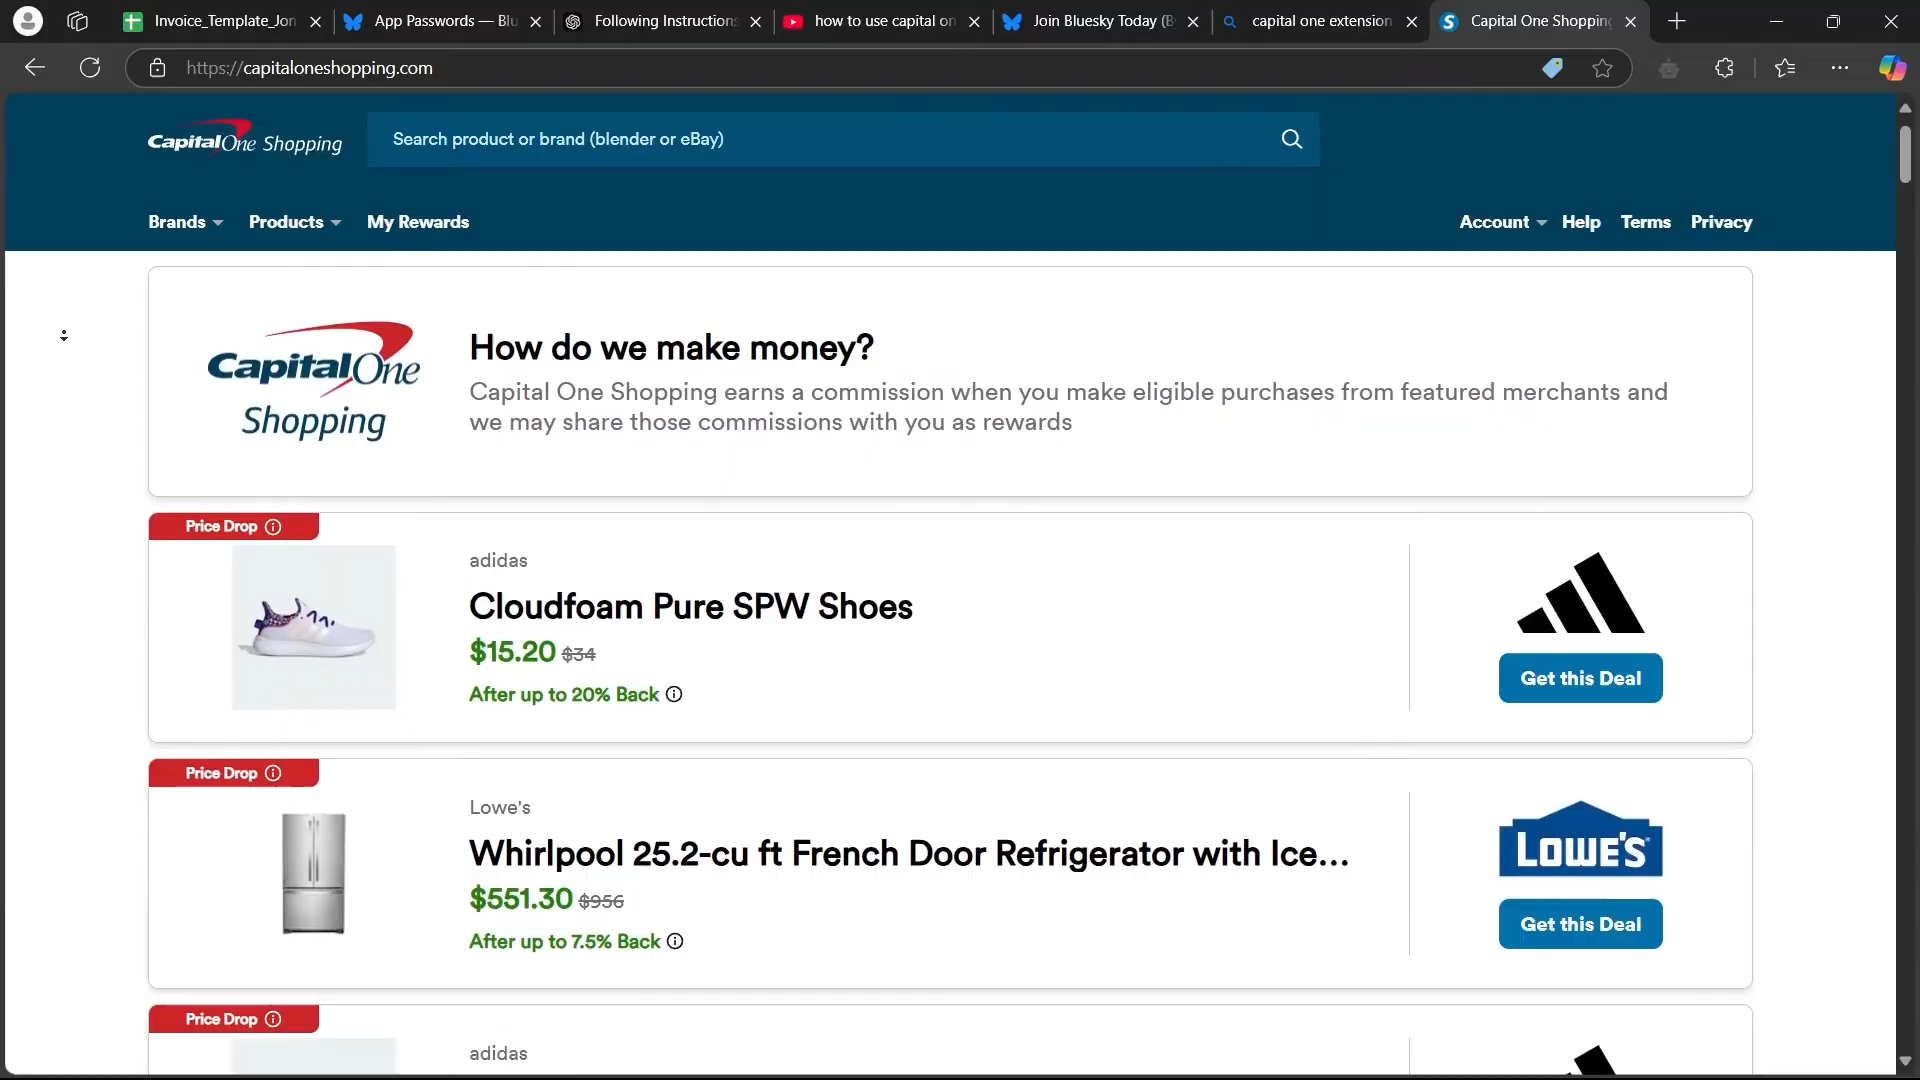 Invoice_Template_Jon
App Passwords — Blu
Following Instructions
how to use capital on
Join Bluesky Today (B
capital one extension
Capital One Shopping
https://capitaloneshopping.com
CapitalOne Shopping
Search product or brand (blender or eBay)
Brands
Products
My Rewards
Account
Help
Terms
Privacy
CapitalOne
Shopping
How do we make money?
Capital One Shopping earns a commission when you make eligible purchases from featured merchants and
we may share those commissions with you as rewards
Price Drop
adidas
Cloudfoam Pure SPW Shoes
$15.20 $34
After up to 20% Back
Get this Deal
Price Drop
Lowe's
Whirlpool 25.2-cu ft French Door Refrigerator with Ice...
$551.30 $956
After up to 7.5% Back
LOWE'S
Get this Deal
Price Drop
adidas